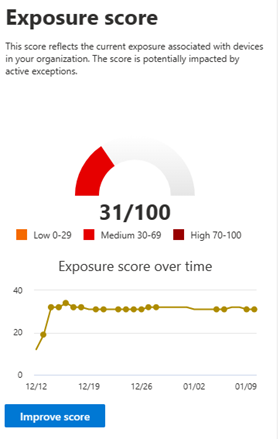 Exposure score
This score reflects the current exposure associated with devices
in your organization. The score is potentially impacted by
active exceptions.
31/100
Low 0-29 Medium 30-69 High 70-100
Exposure score over time
40
20
0
12/12 12/19 12/26 01/02 01/09
Improve score